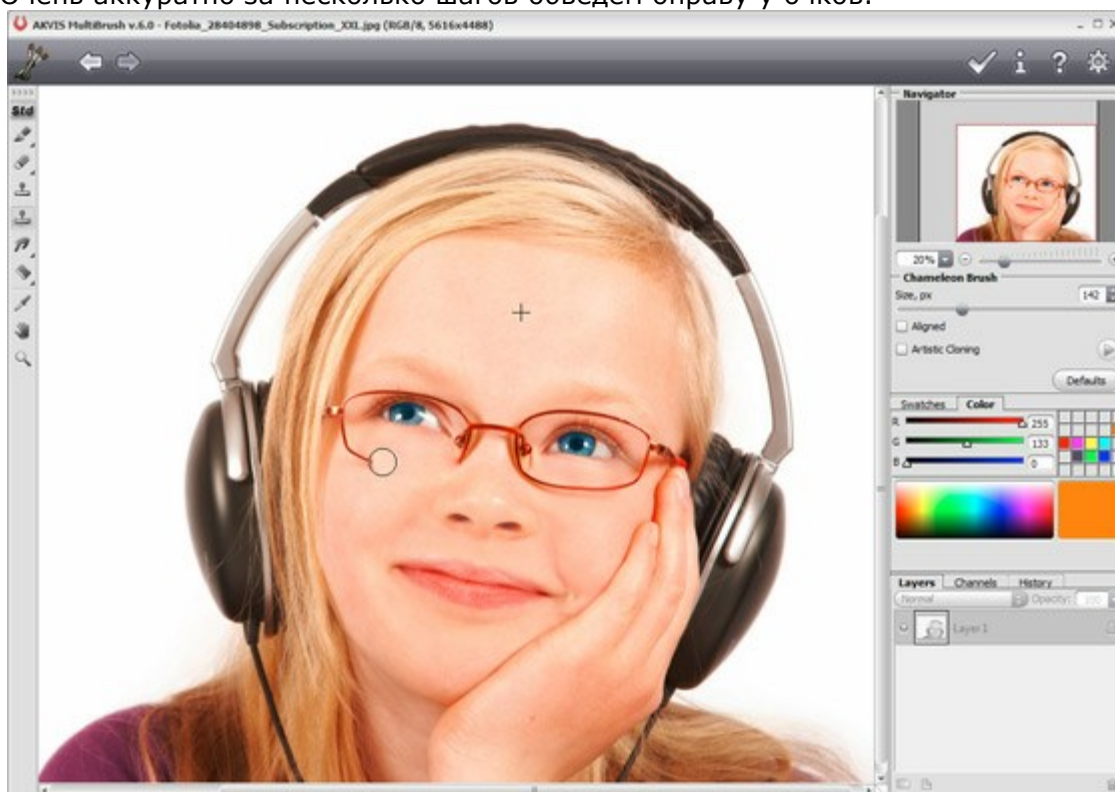 Очень аккуратно за несколько шагов обведем оправу у очков.
AKVIS MultiBrush v.6.0 - Fotolia_28404898_Subscription_XXL.jpg (RGB/8, 5616x4488)
Std
Navigator
20%
Chameleon Brush
Size, px 142
Aligned
Artistic Cloning
Defaults
Swatches Color
R 255
G 133
B 0
Layers Channels History
Normal Opacity: 100
Layer1